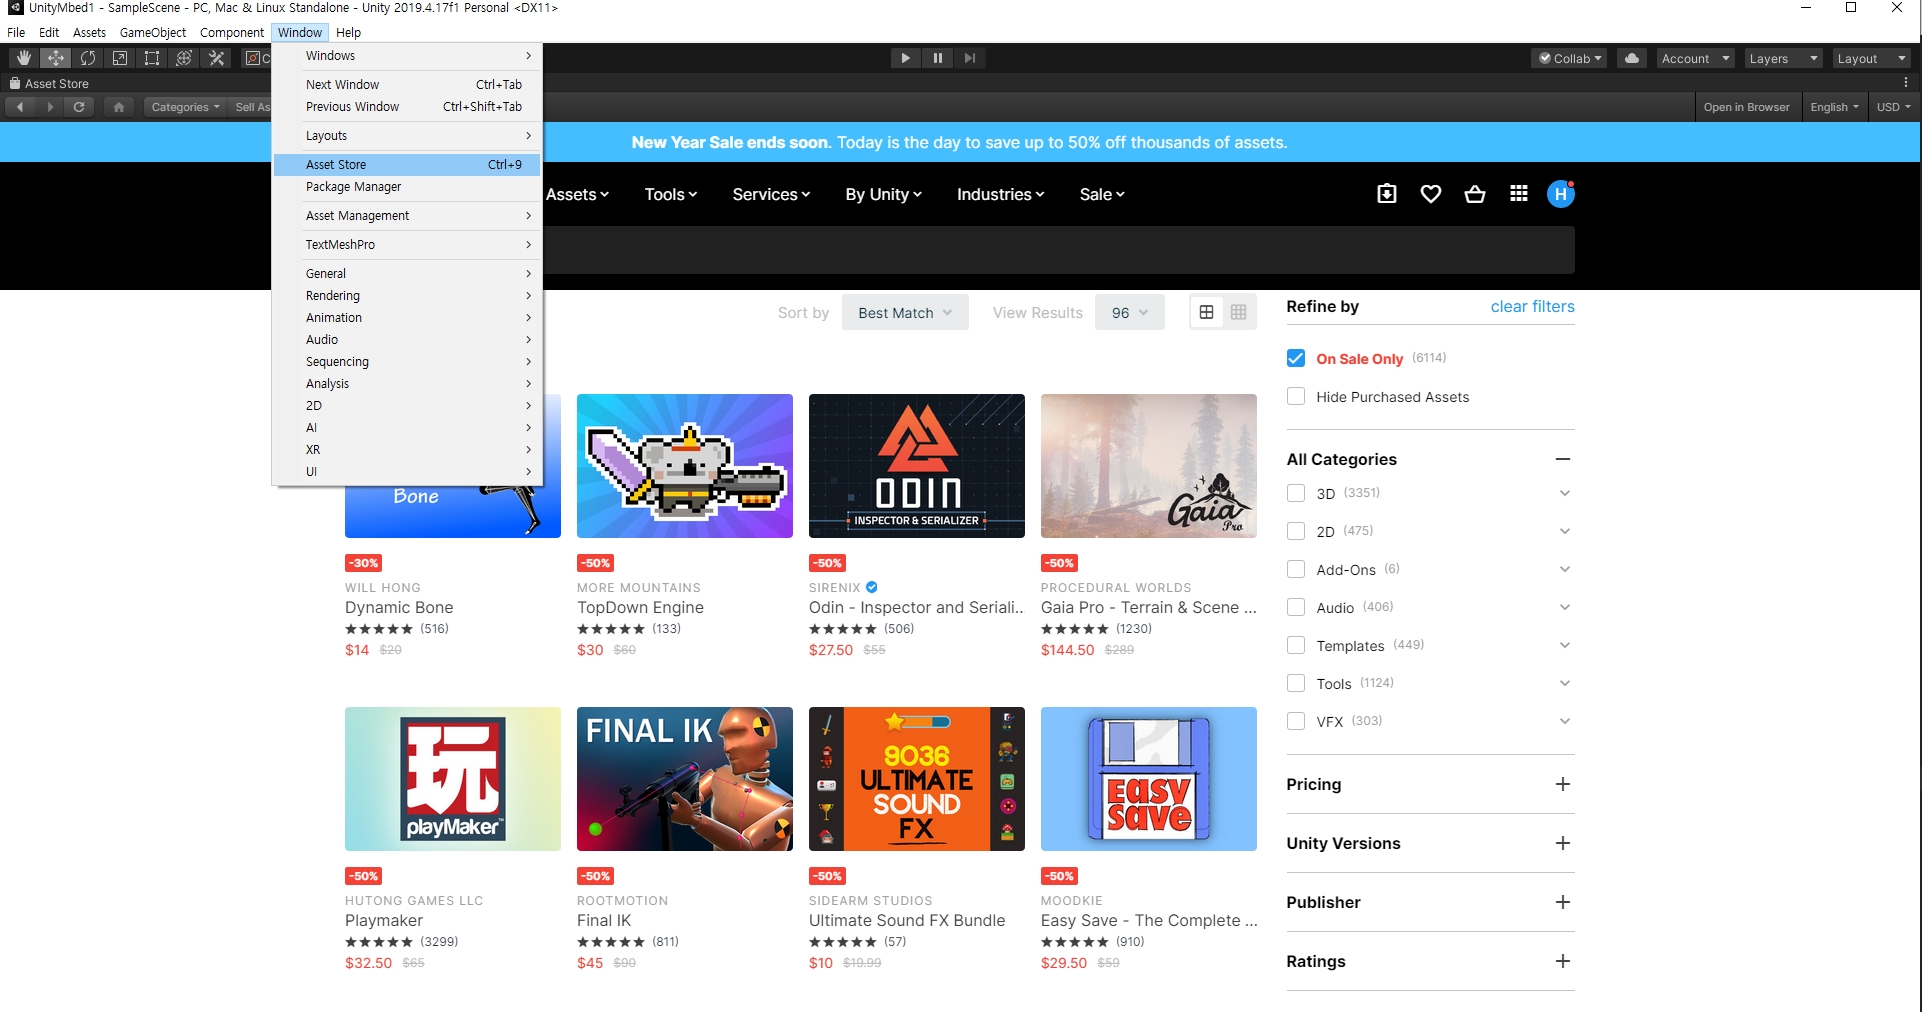 UnityMbed1 - SampleScene - PC, Mac & Linux Standalone - Unity 2019.4.17f1 Personal <DX11>
File Edit Assets GameObject Component Window Help
Collab Account Layers Layout
Asset Store
Categories Sell As
Open in Browser English USD
Windows
Next Window Ctrl+Tab
Previous Window Ctrl+Shift+Tab
Layouts
Asset Store Ctrl+9
Package Manager
Asset Management
TextMeshPro
General
Rendering
Animation
Audio
Sequencing
Analysis
2D
AI
XR
UI
New Year Sale ends soon. Today is the day to save up to 50% off thousands of assets.
Assets Tools Services By Unity Industries Sale
H
Sort by Best Match View Results 96
Bone
ODIN
INSPECTOR & SERIALIZER
Gaia
Pro
-30%
WILL HONG
Dynamic Bone
★★★★★ (516)
$14 $20
-50%
MORE MOUNTAINS
TopDown Engine
★★★★★ (133)
$30 $60
-50%
SIRENIX
Odin - Inspector and Seriali...
★★★★★ (506)
$27.50 $55
-50%
PROCEDURAL WORLDS
Gaia Pro - Terrain & Scene ...
★★★★★ (1230)
$144.50 $289
玩
playMaker™
FINAL IK
9036
ULTIMATE
SOUND
FX
EASY
SAVE
-50%
HUTONG GAMES LLC
Playmaker
★★★★★ (3299)
$32.50 $65
-50%
ROOTMOTION
Final IK
★★★★★ (811)
$45 $90
-50%
SIDEARM STUDIOS
Ultimate Sound FX Bundle
★★★★★ (57)
$10 $19.99
-50%
MOODKIE
Easy Save - The Complete ...
★★★★★ (910)
$29.50 $59
Refine by clear filters
On Sale Only (6114)
Hide Purchased Assets
All Categories
3D (3351)
2D (475)
Add-Ons (6)
Audio (406)
Templates (449)
Tools (1124)
VFX (303)
Pricing
Unity Versions
Publisher
Ratings